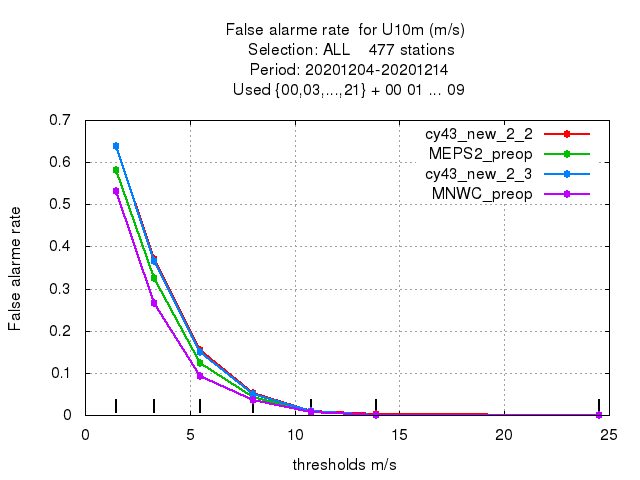 False alarme rate  for U10m (m/s)
Selection: ALL    477 stations
Period: 20201204-20201214
Used {00,03,...,21} + 00 01 ... 09
cy43_new_2_2
MEPS2_preop
cy43_new_2_3
MNWC_preop
False alarme rate
0.7
0.6
0.5
0.4
0.3
0.2
0.1
0
0 5 10 15 20 25
thresholds m/s